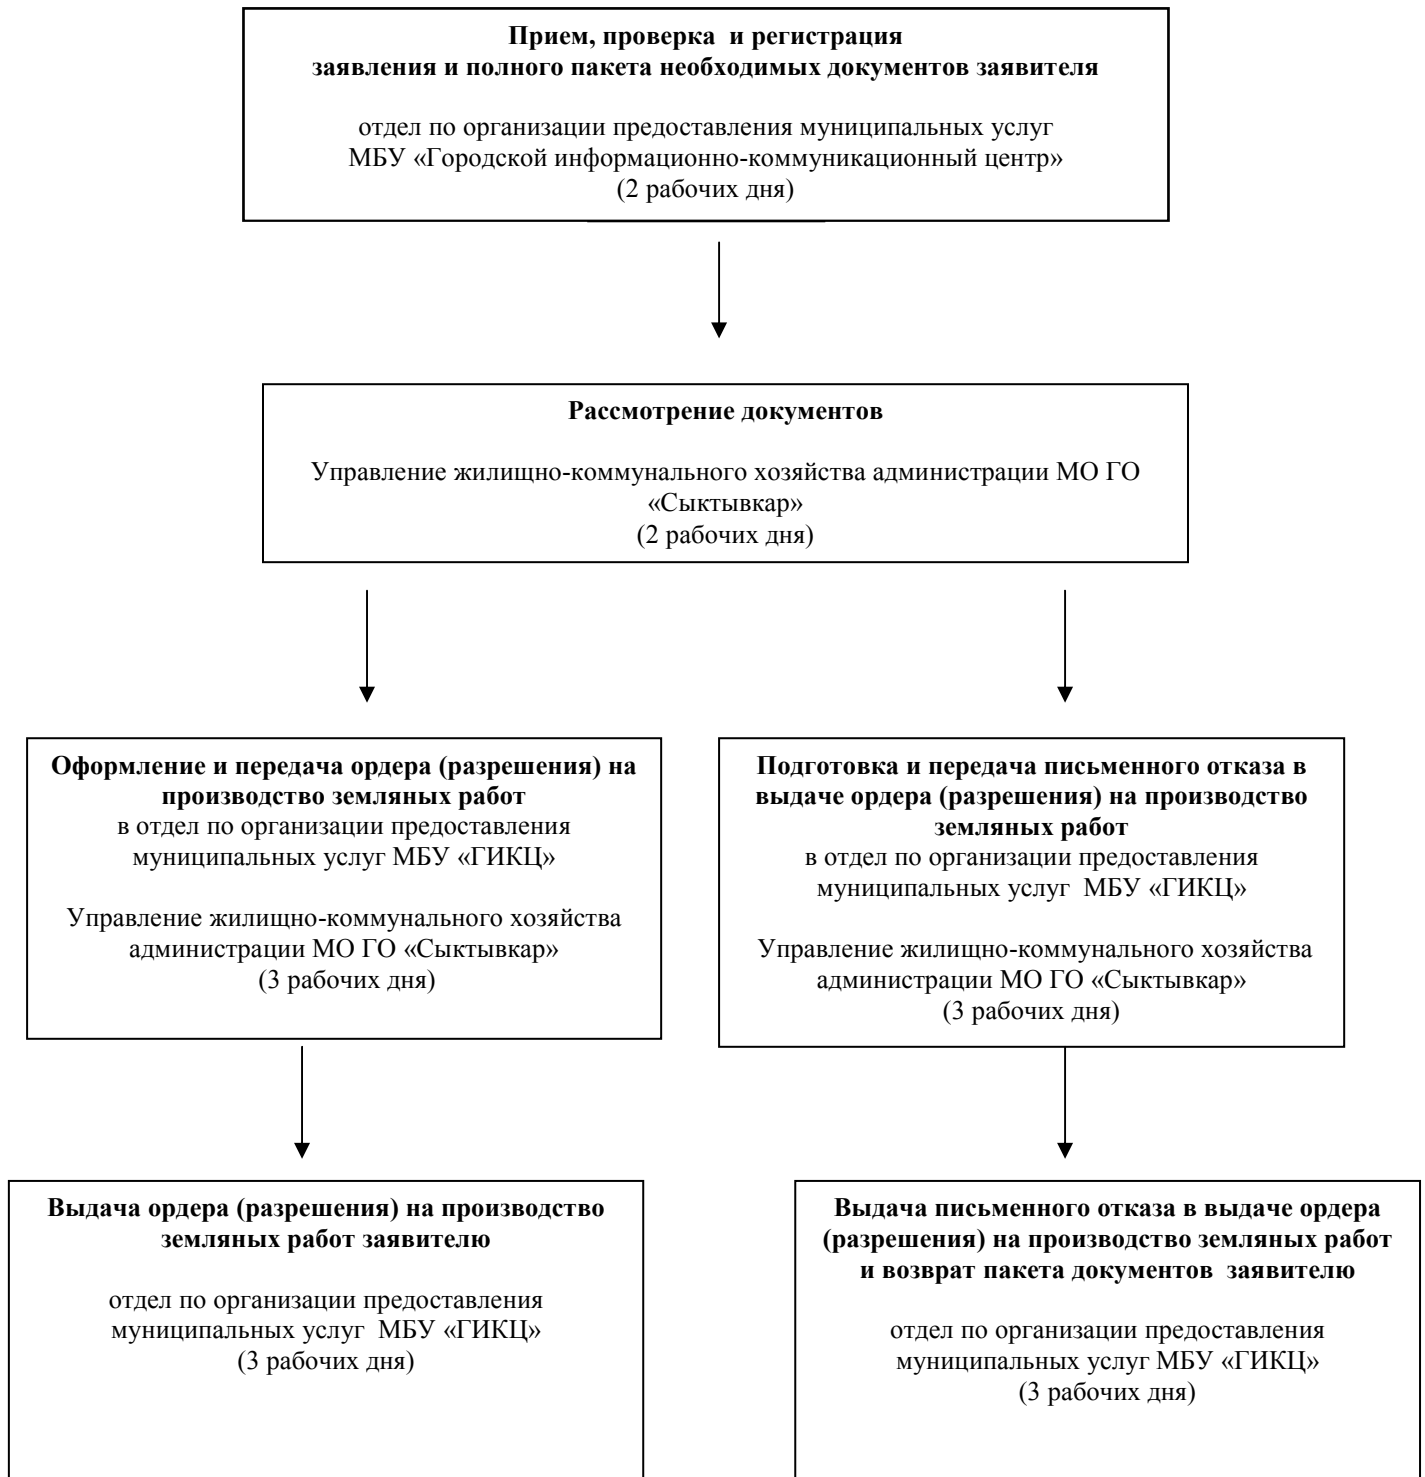 Прием, проверка и регистрация
заявления и полного пакета необходимых документов заявителя
отдел по организации предоставления муниципальных услуг
МБУ «Городской информационно-коммуникационный центр»
(2 рабочих дня)
Рассмотрение документов
Управление жилищно-коммунального хозяйства администрации МО ГО
«Сыктывкар»
(2 рабочих дня)
Оформление и передача ордера (разрешения) на
производство земляных работ
в отдел по организации предоставления
муниципальных услуг МБУ «ГИКЦ»
Управление жилищно-коммунального хозяйства
администрации МО ГО «Сыктывкар»
(3 рабочих дня)
Подготовка и передача письменного отказа в
выдаче ордера (разрешения) на производство
земляных работ
в отдел по организации предоставления
муниципальных услуг МБУ «ГИКЦ»
Управление жилищно-коммунального хозяйства
администрации МО ГО «Сыктывкар»
(3 рабочих дня)
Выдача ордера (разрешения) на производство
земляных работ заявителю
отдел по организации предоставления
муниципальных услуг МБУ «ГИКЦ»
(3 рабочих дня)
Выдача письменного отказа в выдаче ордера
(разрешения) на производство земляных работ
и возврат пакета документов заявителю
отдел по организации предоставления
муниципальных услуг МБУ «ГИКЦ»
(3 рабочих дня)